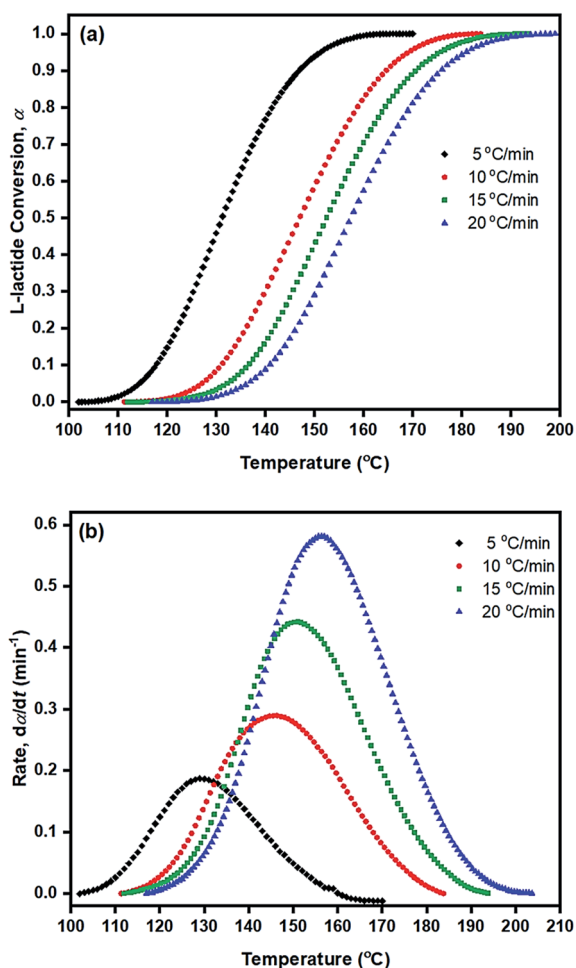 (a)
L-lactide Conversion, α
1.0
0.9
0.8
0.7
0.6
0.5
0.4
0.3
0.2
0.1
0.0
5 °C/min
10 °C/min
15 °C/min
20 °C/min
100 110 120 130 140 150 160 170 180 190 200
Temperature (°C)
(b)
Rate, dα/dt (min⁻¹)
0.6
0.5
0.4
0.3
0.2
0.1
0.0
5 °C/min
10 °C/min
15 °C/min
20 °C/min
100 110 120 130 140 150 160 170 180 190 200 210
Temperature (°C)